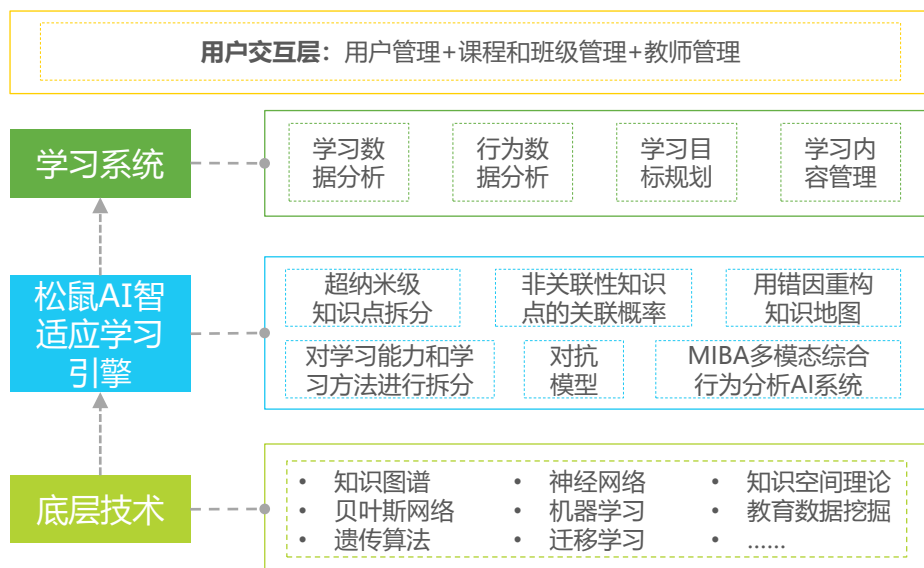 用户交互层：用户管理+课程和班级管理+教师管理
学习系统
学习数
据分析
行为数
据分析
学习目
标规划
学习内
容管理
松鼠AI智
适应学习
引擎
超纳米级
知识点拆分
非关联性知识
点的关联概率
用错因重构
知识地图
对学习能力和学
习方法进行拆分
对抗
模型
MIBA多模态综合
行为分析AI系统
底层技术
• 知识图谱
• 贝叶斯网络
• 遗传算法
• 神经网络
• 机器学习
• 迁移学习
• 知识空间理论
• 教育数据挖掘
• ......